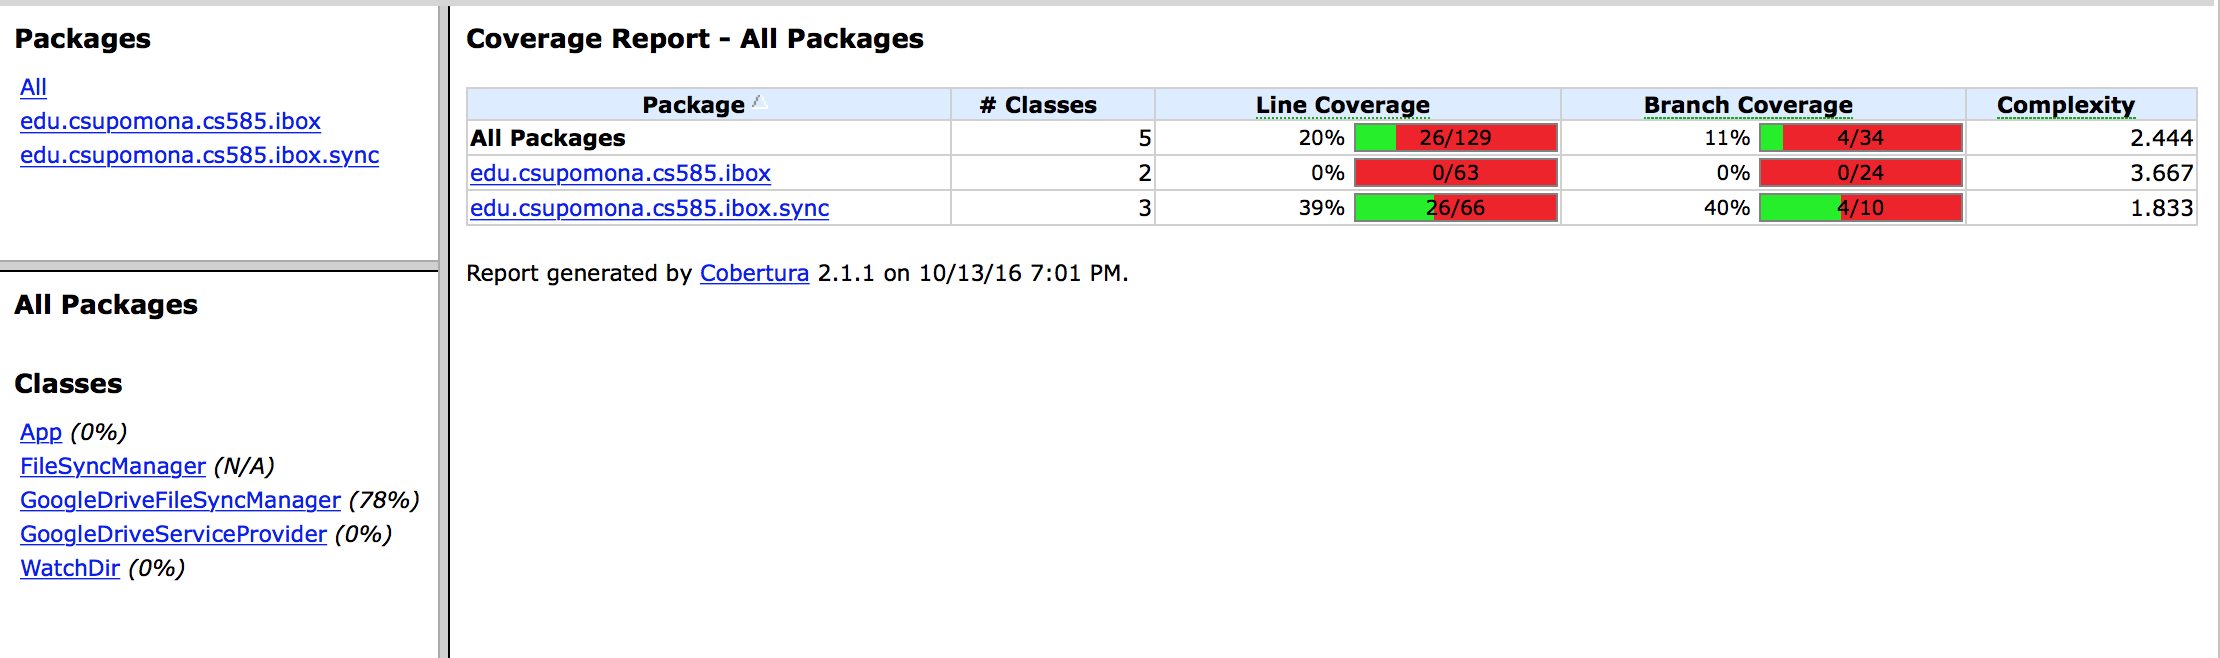 Packages
All
edu.csupomona.cs585.ibox
edu.csupomona.cs585.ibox.sync
All Packages
Classes
App (0%)
FileSyncManager (N/A)
GoogleDriveFileSyncManager (78%)
GoogleDriveServiceProvider (0%)
WatchDir (0%)
Coverage Report - All Packages
Package # Classes Line Coverage Branch Coverage Complexity
All Packages 5 20% 26/129 11% 4/34 2.444
edu.csupomona.cs585.ibox 2 0% 0/63 0% 0/24 3.667
edu.csupomona.cs585.ibox.sync 3 39% 26/66 40% 4/10 1.833
Report generated by Cobertura 2.1.1 on 10/13/16 7:01 PM.